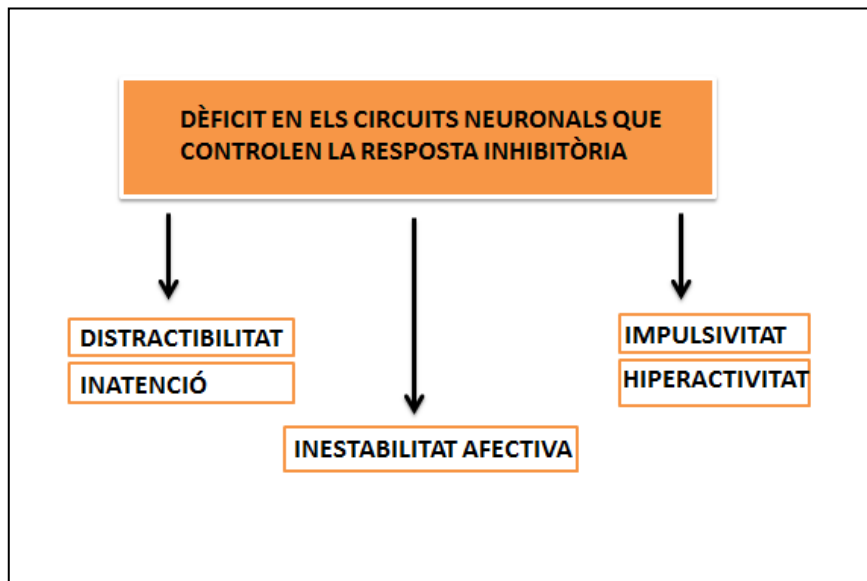 DÈFICIT EN ELS CIRCUITS NEURONALS QUE
CONTROLEN LA RESPOSTA INHIBITÒRIA
DISTRACTIBILITAT
INATENCIÓ
INESTABILITAT AFECTIVA
IMPULSIVITAT
HIPERACTIVITAT